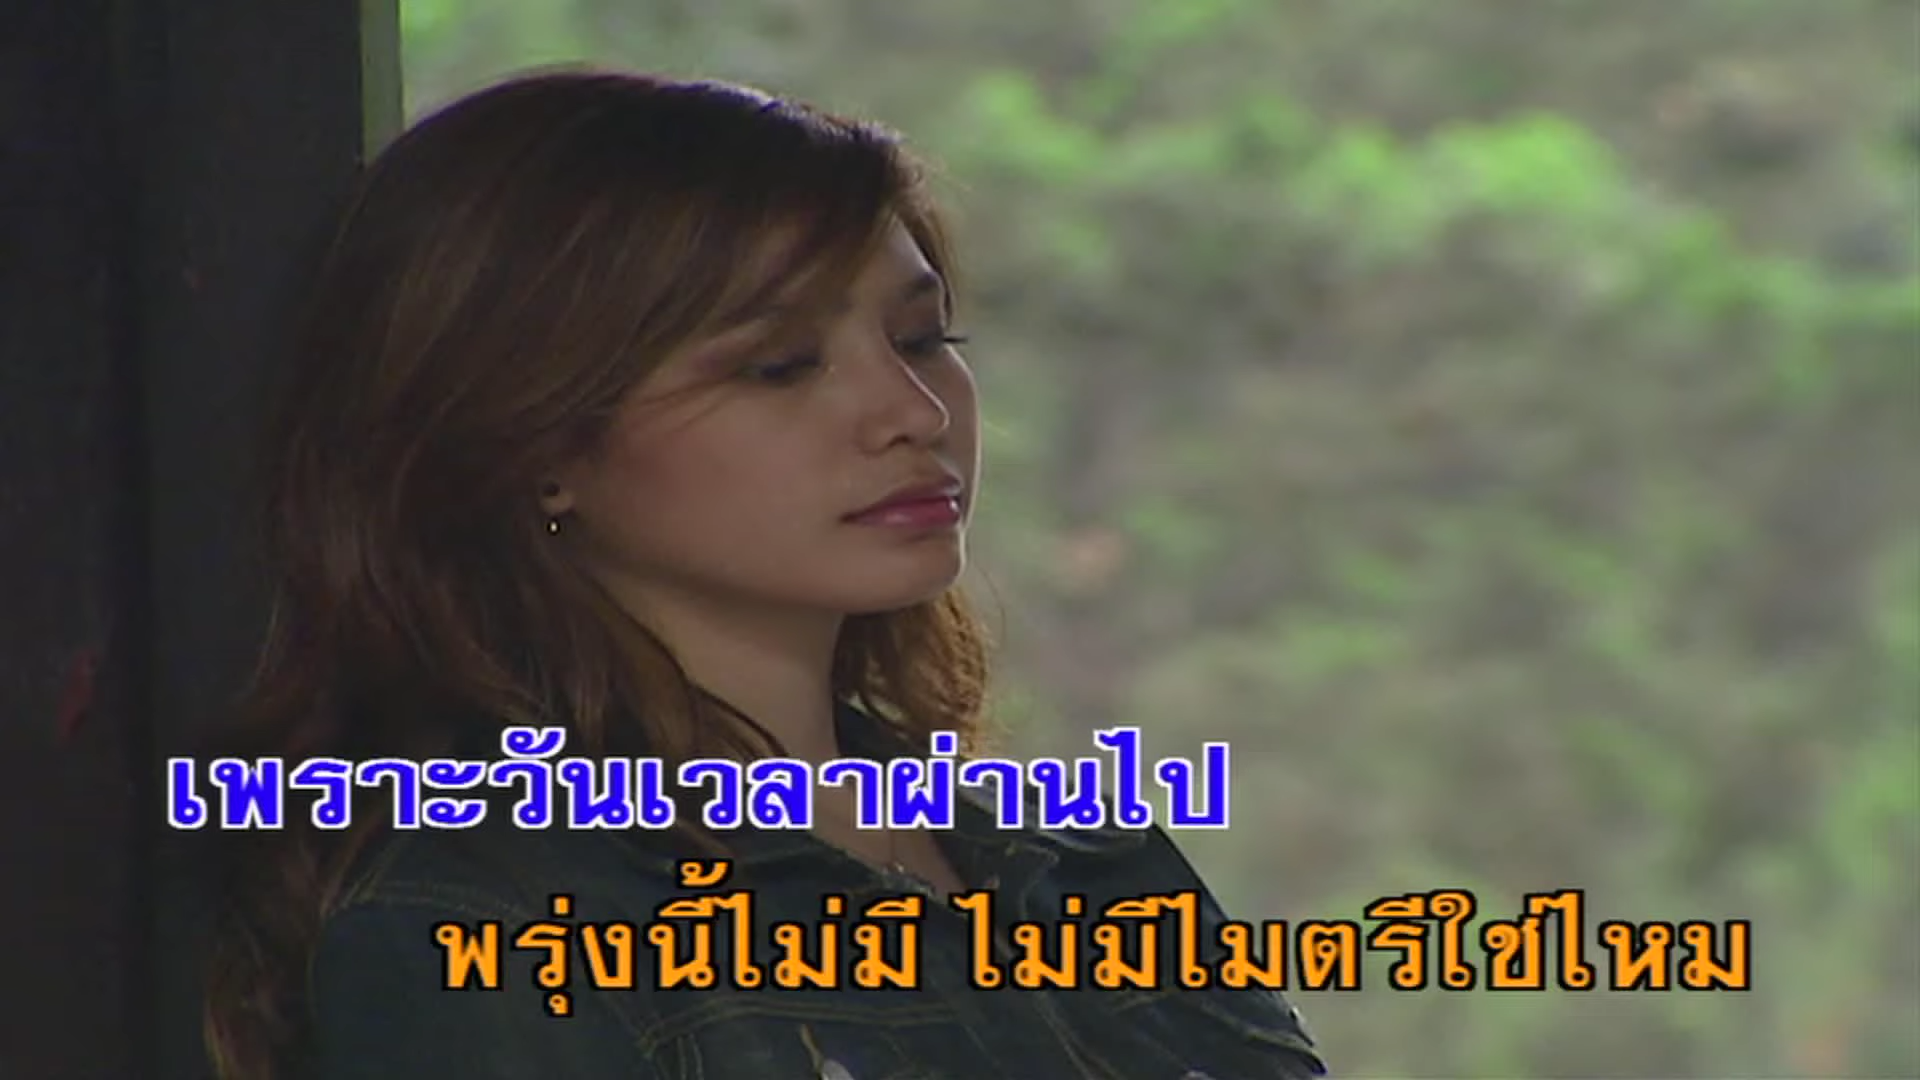 เพราะวันเวลาผ่านไป
พรุ่งนี้ไม่มี ไม่มีไมตรีใช่ไหม